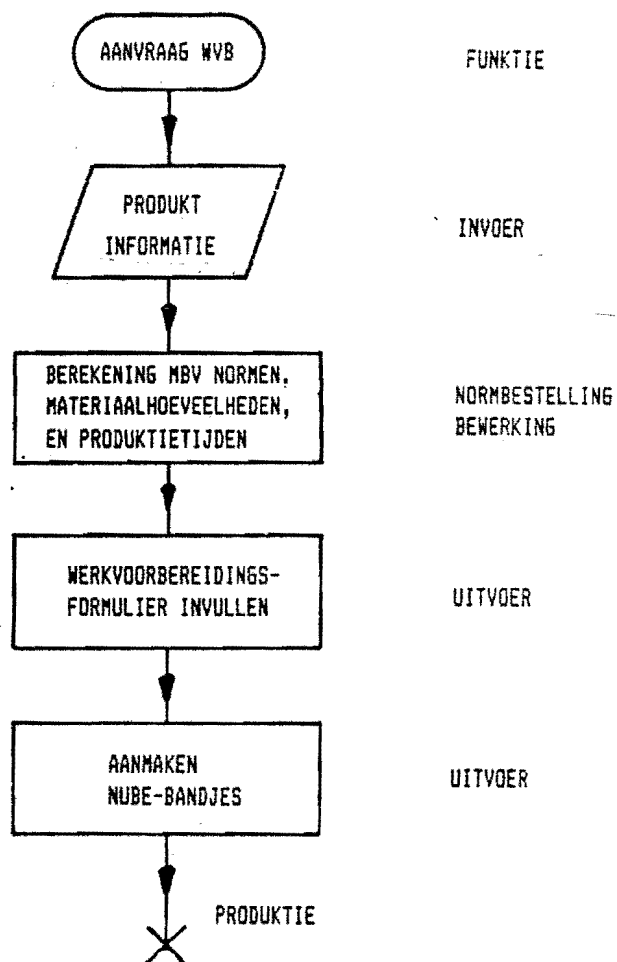 AANVRAAG WVB
FUNKTIE
PRODUKT
INFORMATIE
INVOER
BEREKENING MBV NORMEN,
MATERIAALHOEVEELHEDEN,
EN PRODUKTIETIJDEN
NORMBESTELLING
BEWERKING
WERKVOORBEREIDINGS-
FORMULIER INVULLEN
UITVOER
AANMAKEN
NUBE-BANDJES
UITVOER
PRODUKTIE